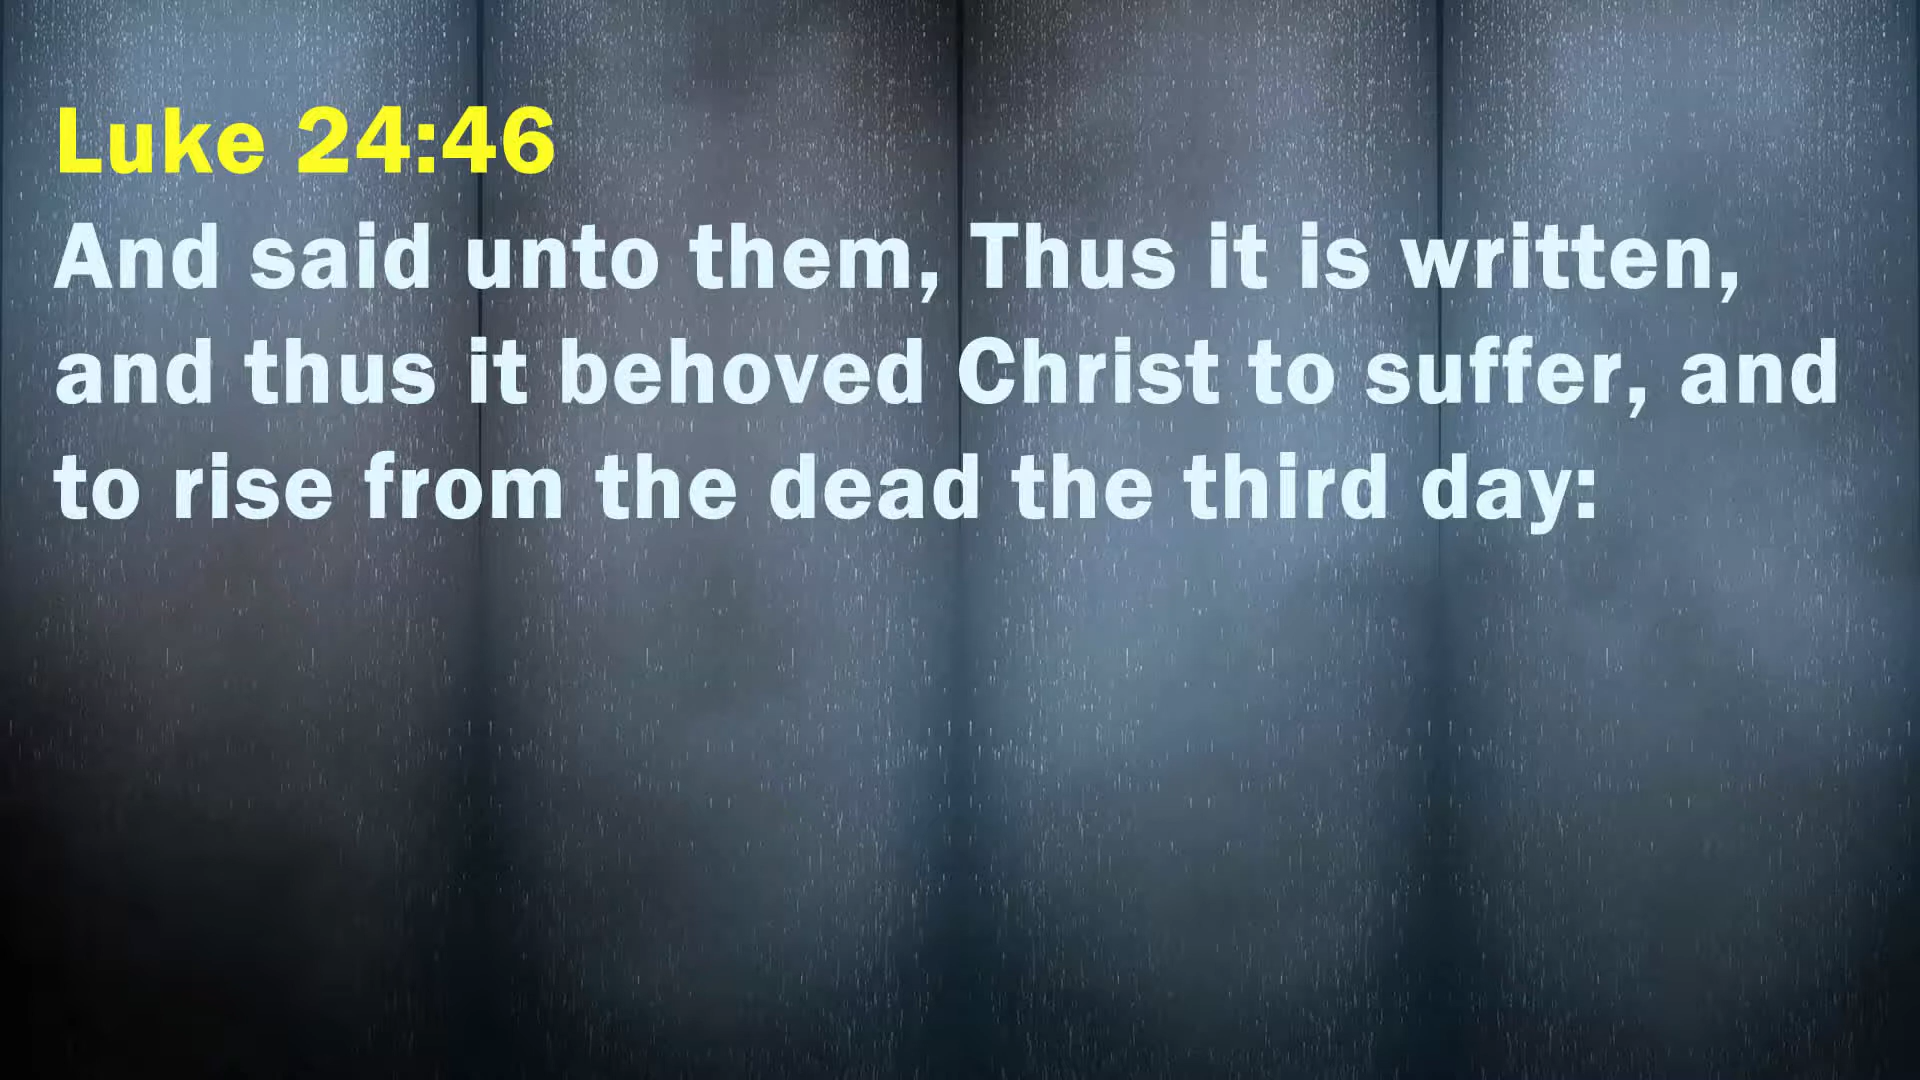 Luke 24:46
And said unto them, Thus it is written,
and thus it behoved Christ to suffer, and
to rise from the dead the third day: